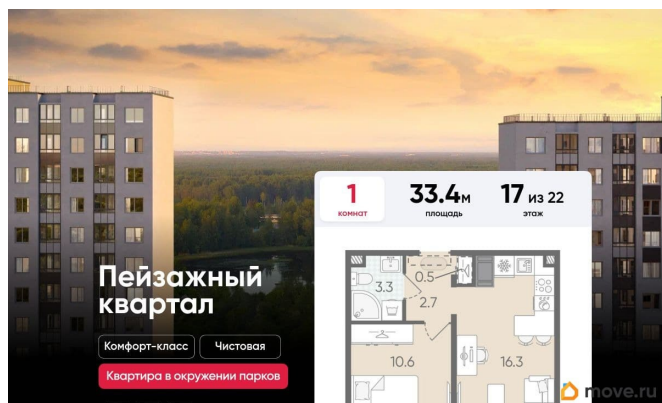 1
комнат
33.4м
площадь
17 из 22
этаж
Пейзажный
квартал
Комфорт-класс
Чистовая
Квартира в окружении парков
3.3
0.5
2.7
10.6
16.3
move.ru